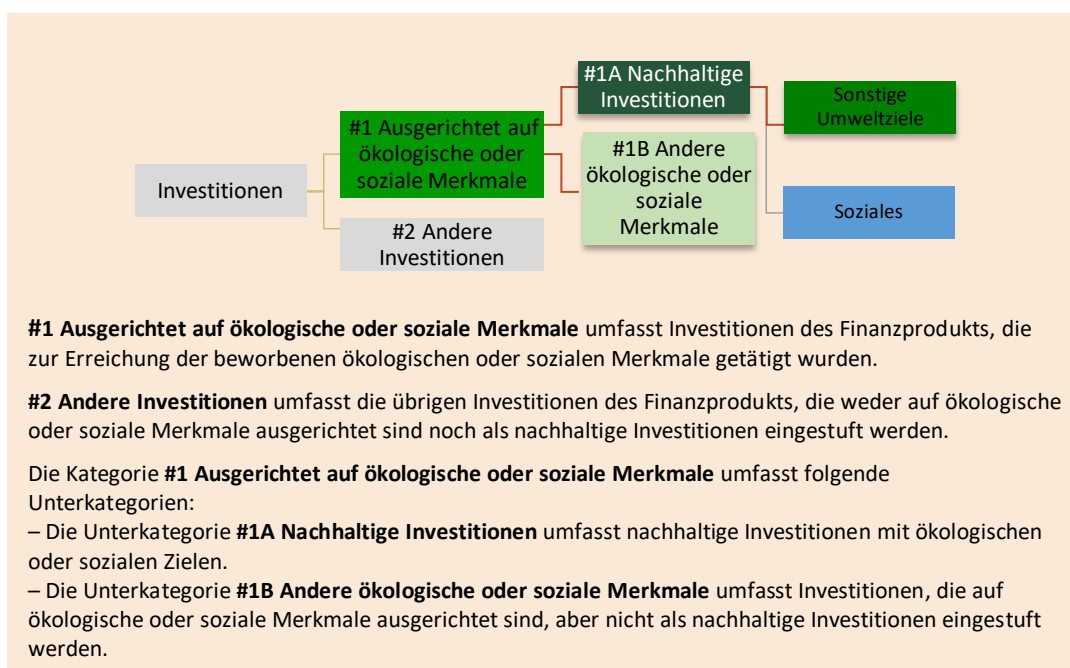 #1A Nachhaltige
Investitionen
Sonstige
Umweltziele
#1 Ausgerichtet auf
ökologische oder
soziale Merkmale
#1B Andere
ökologische oder
soziale
Merkmale
Investitionen
Soziales
#2 Andere
Investitionen
#1 Ausgerichtet auf ökologische oder soziale Merkmale umfasst Investitionen des Finanzprodukts, die
zur Erreichung der beworbenen ökologischen oder sozialen Merkmale getätigt wurden.
#2 Andere Investitionen umfasst die übrigen Investitionen des Finanzprodukts, die weder auf ökologische
oder soziale Merkmale ausgerichtet sind noch als nachhaltige Investitionen eingestuft werden.
Die Kategorie #1 Ausgerichtet auf ökologische oder soziale Merkmale umfasst folgende
Unterkategorien:
– Die Unterkategorie #1A Nachhaltige Investitionen umfasst nachhaltige Investitionen mit ökologischen
oder sozialen Zielen.
– Die Unterkategorie #1B Andere ökologische oder soziale Merkmale umfasst Investitionen, die auf
ökologische oder soziale Merkmale ausgerichtet sind, aber nicht als nachhaltige Investitionen eingestuft
werden.